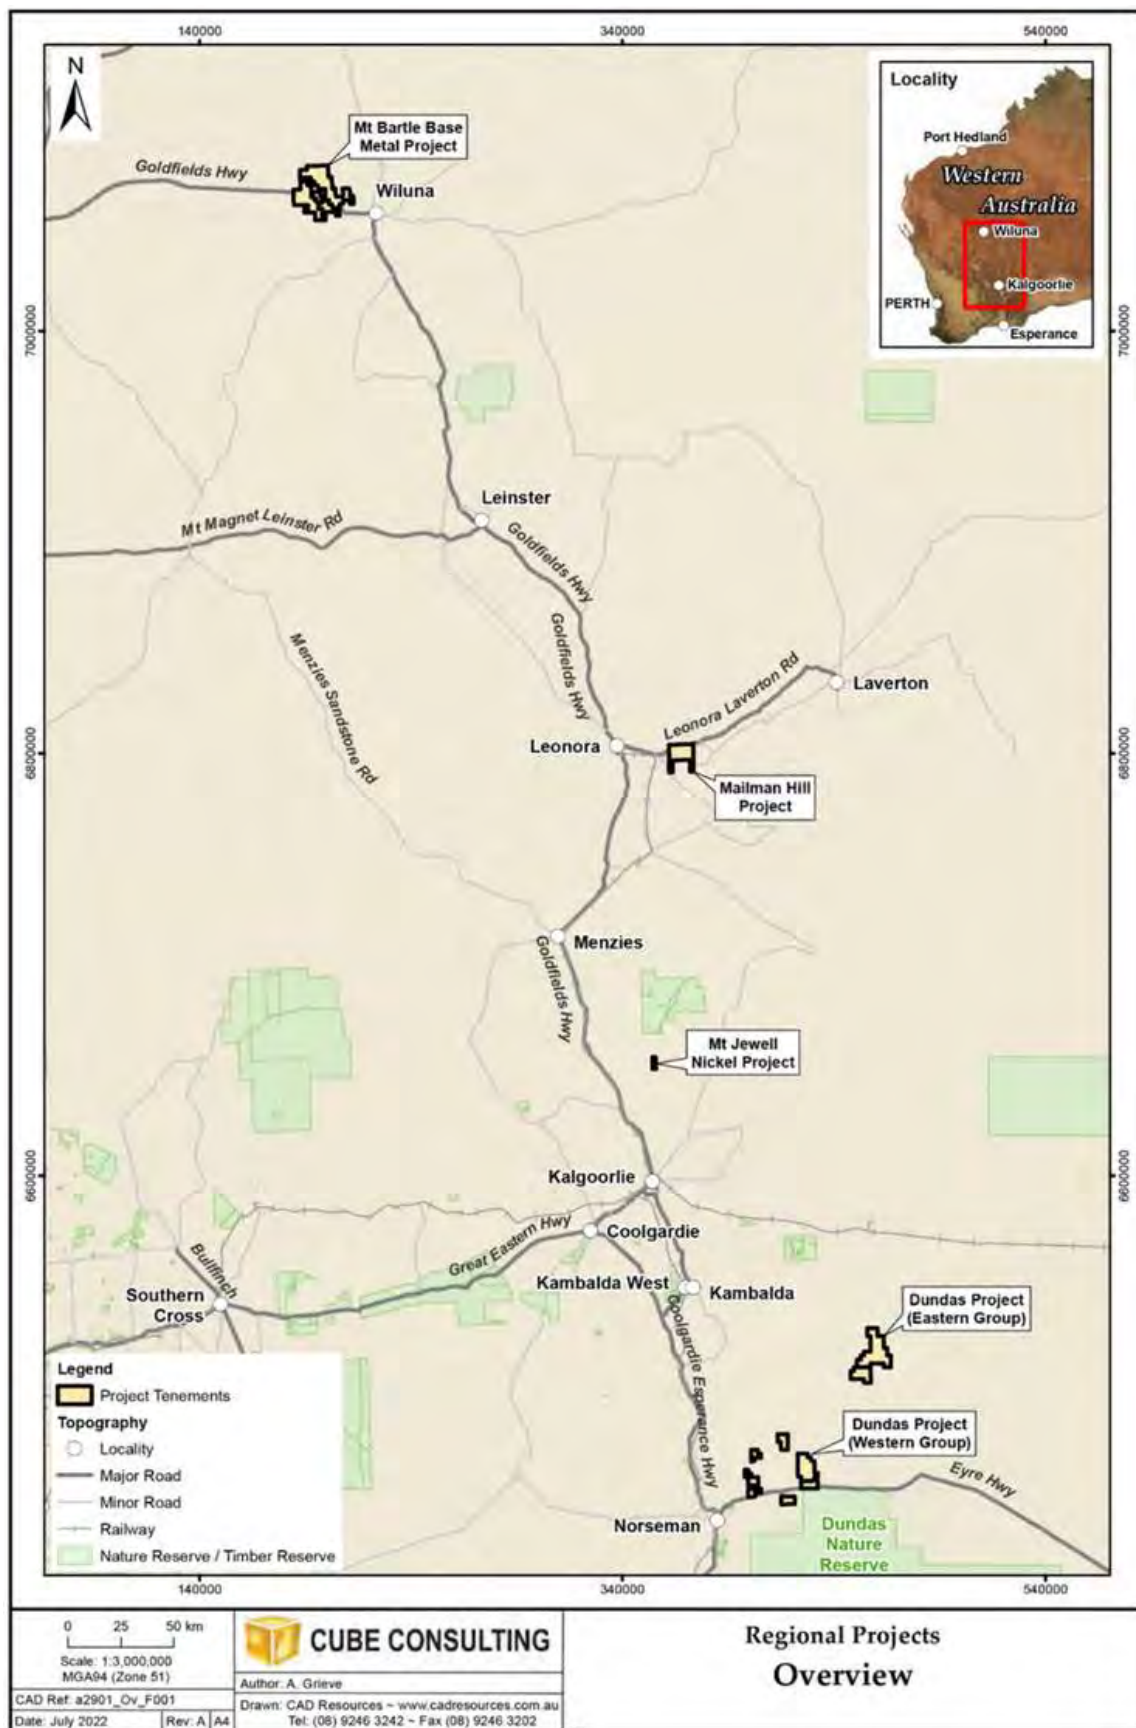 140000
340000
540000
N
Mt Bartle Base
Metal Project
Goldfields Hwy
Wiluna
Locality
Port Hedland
Western
Australia
Wiluna
Kalgoorlie
PERTH
Esperance
7000000
7000000
Leinster
Mt Magnet Leinster Rd
Goldfields Hwy
Goldfields Hwy
Menzies Sandstone Rd
Leonora Laverton Rd
Laverton
Leonora
6800000
6800000
Mailman Hill
Project
Menzies
Goldfields Hwy
Mt Jewell
Nickel Project
6600000
6600000
Kalgoorlie
Coolgardie
Great Eastern Hwy
Bullfinch
Kambalda West
Kambalda
Southern
Cross
Coolgardie Esperance Hwy
Dundas Project
(Eastern Group)
Dundas Project
(Western Group)
Eyre Hwy
Norseman
Dundas
Nature
Reserve
Legend
Project Tenements
Topography
Locality
Major Road
Minor Road
Railway
Nature Reserve / Timber Reserve
140000
340000
540000
0 25 50 km
Scale: 1:3,000,000
MGA94 (Zone 51)
CAD Ref: a2901_Ov_F001
Date: July 2022 Rev: A A4
CUBE CONSULTING
Author: A. Grieve
Drawn: CAD Resources ~ www.cadresources.com.au
Tel: (08) 9246 3242 ~ Fax (08) 9246 3202
Regional Projects
Overview